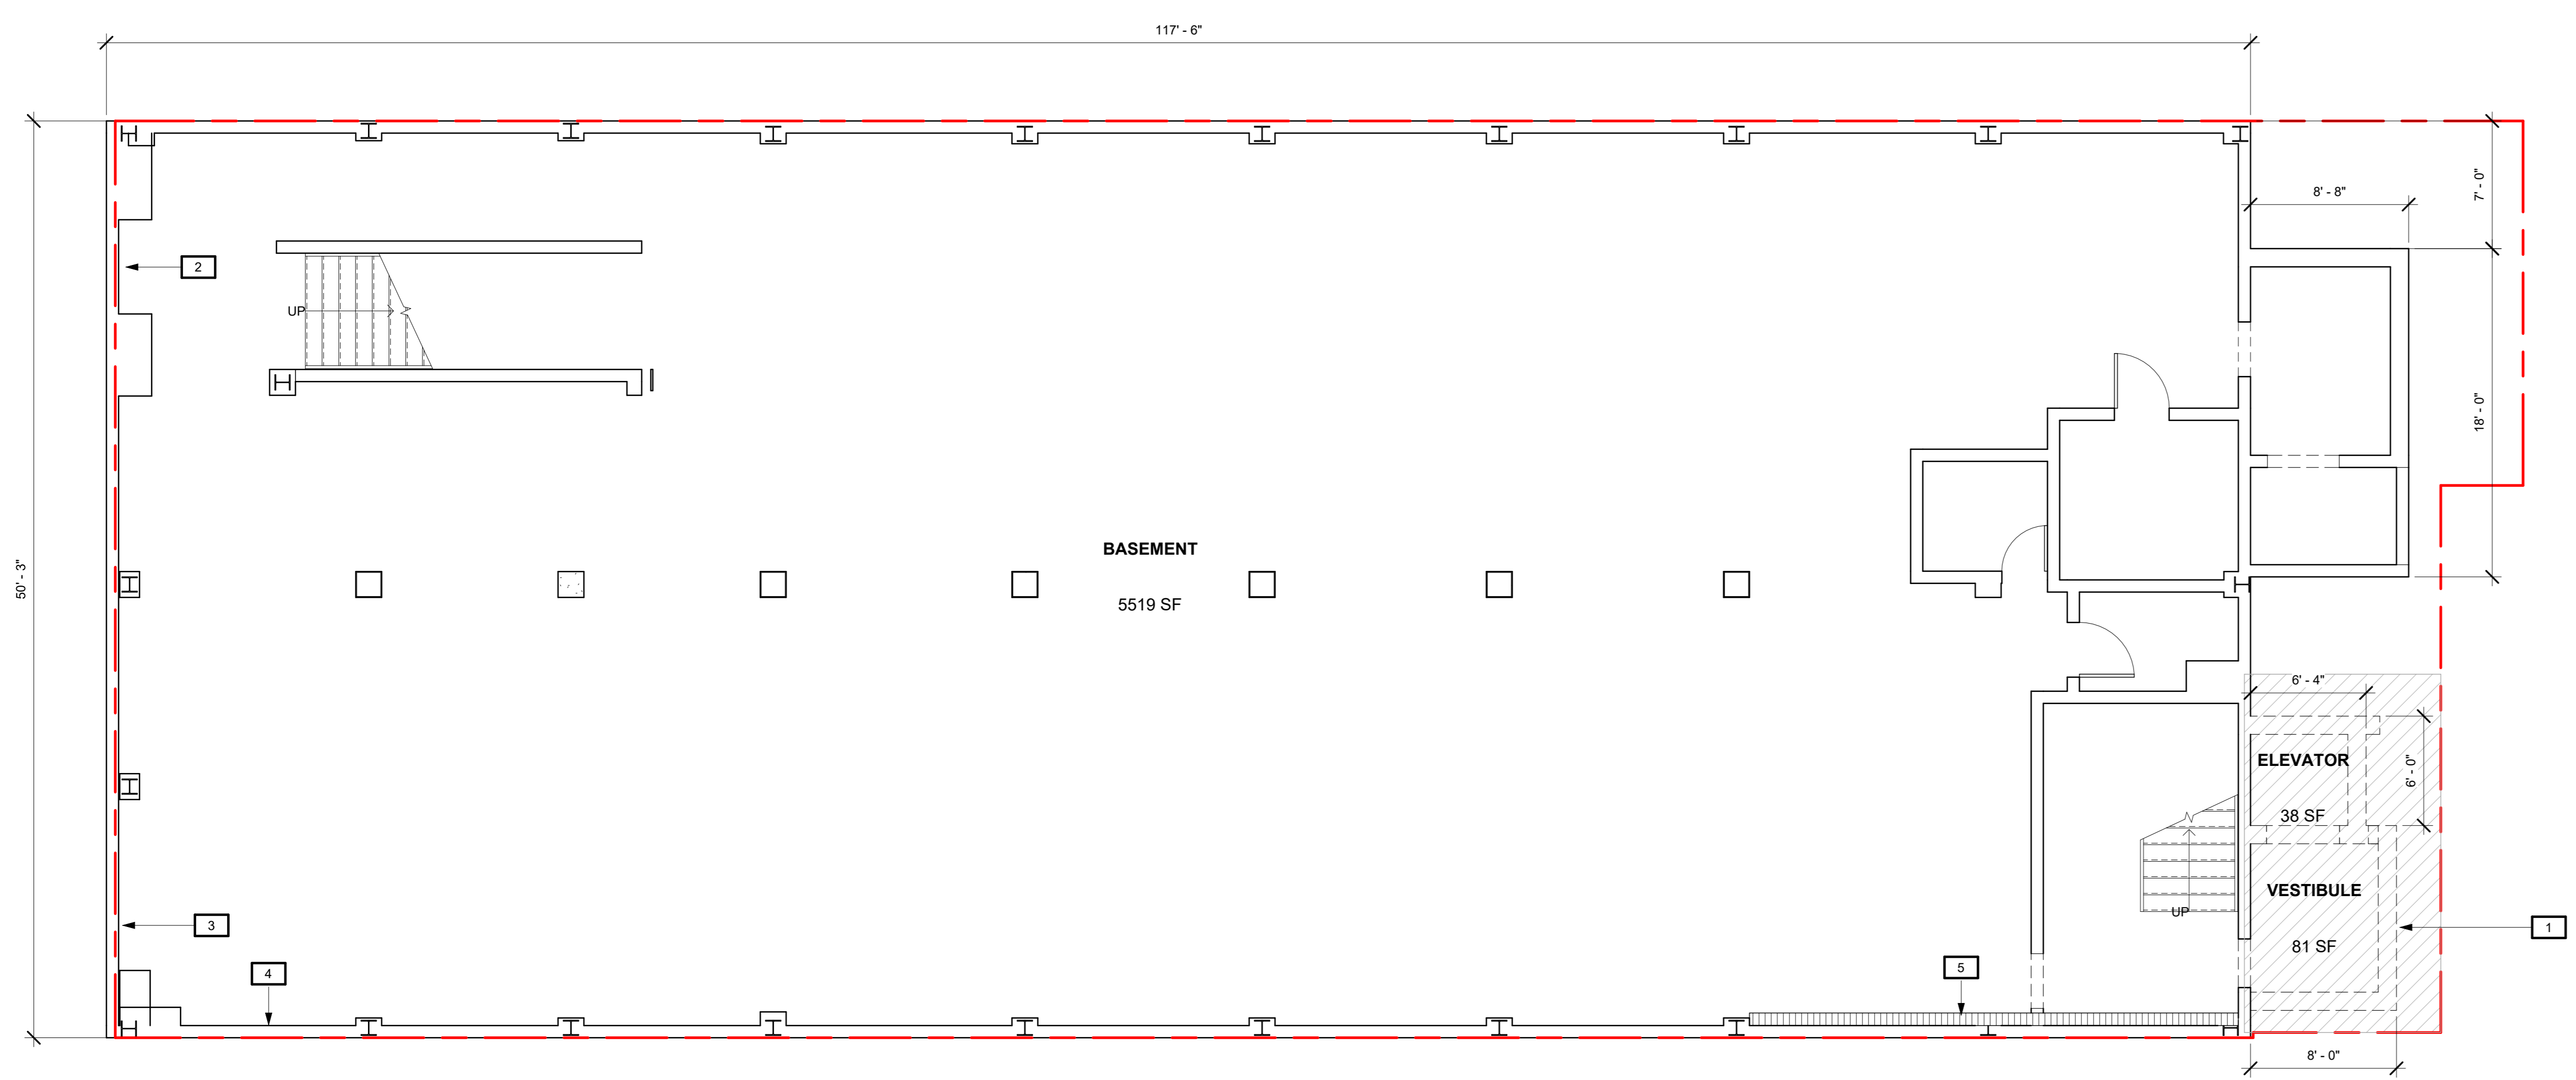 117' - 6"
7' - 0"
8' - 8"
2
UP
18' - 0"
50' - 3"
BASEMENT
5519 SF
6' - 4"
ELEVATOR
6' - 0"
38 SF
VESTIBULE
UP
3
1
81 SF
4
5
8' - 0"